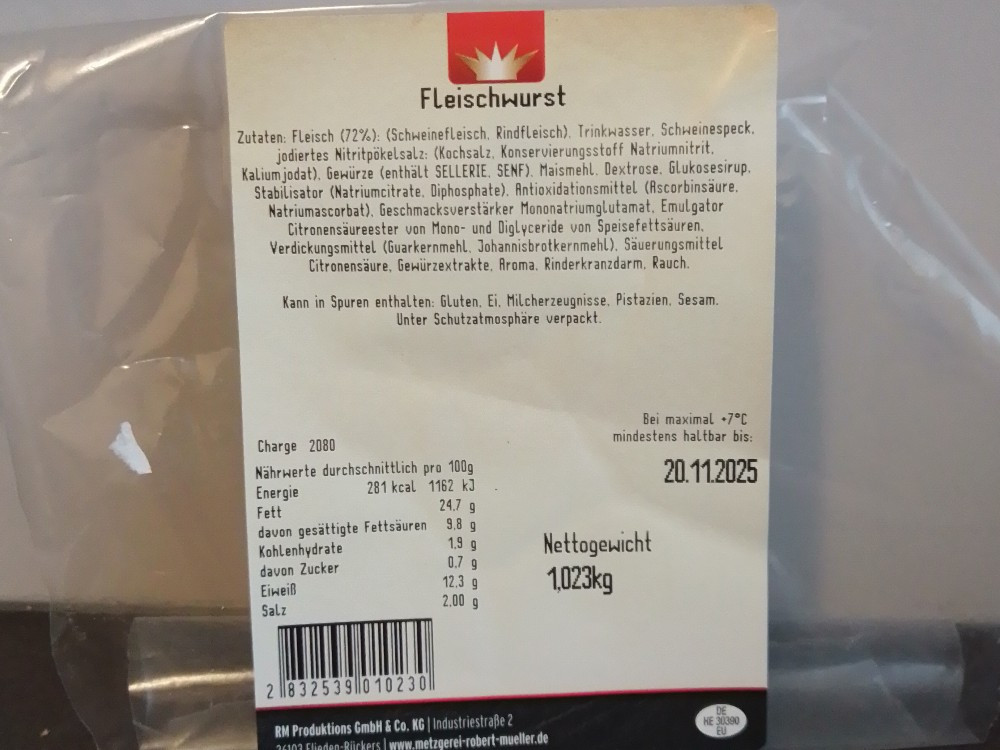 Fleischwurst
Zutaten: Fleisch (72%): (Schweinefleisch, Rindfleisch), Trinkwasser, Schweinespeck,
jodiertes Nitritpökelsalz: (Kochsalz, Konservierungsstoff Natriumnitrit,
Kaliumjodat), Gewürze (enthält SELLERIE, SENF), Maismehl, Dextrose, Glukosesirup,
Stabilisator (Natriumcitrate, Diphosphate), Antioxidationsmittel (Ascorbinsäure,
Natriumascorbat), Geschmacksverstärker Mononatriumglutamat, Emulgator
Citronensäureester von Mono- und Diglyceride von Speisefettsäuren,
Verdickungsmittel (Guarkernmehl, Johannisbrotkernmehl), Säuerungsmittel
Citronensäure, Gewürzextrakte, Aroma, Rinderkranzdarm, Rauch.
Kann in Spuren enthalten: Gluten, Ei, Milcherzeugnisse, Pistazien, Sesam.
Unter Schutzatmosphäre verpackt.
Bei maximal +7°C
mindestens haltbar bis:
20.11.2025
Charge 2080
Nährwerte durchschnittlich pro 100g
Energie 281 kcal 1162 kJ
Fett 24,7 g
davon gesättigte Fettsäuren 9,8 g
Kohlenhydrate 1,9 g
davon Zucker 0,7 g
Eiweiß 12,3 g
Salz 2,00 g
Nettogewicht
1,023kg
2 832539 010230
RM Produktions GmbH & Co. KG | Industriestraße 2
36103 Flieden-Rückers | www.metzgerei-robert-mueller.de
DE
HE 30390
EU